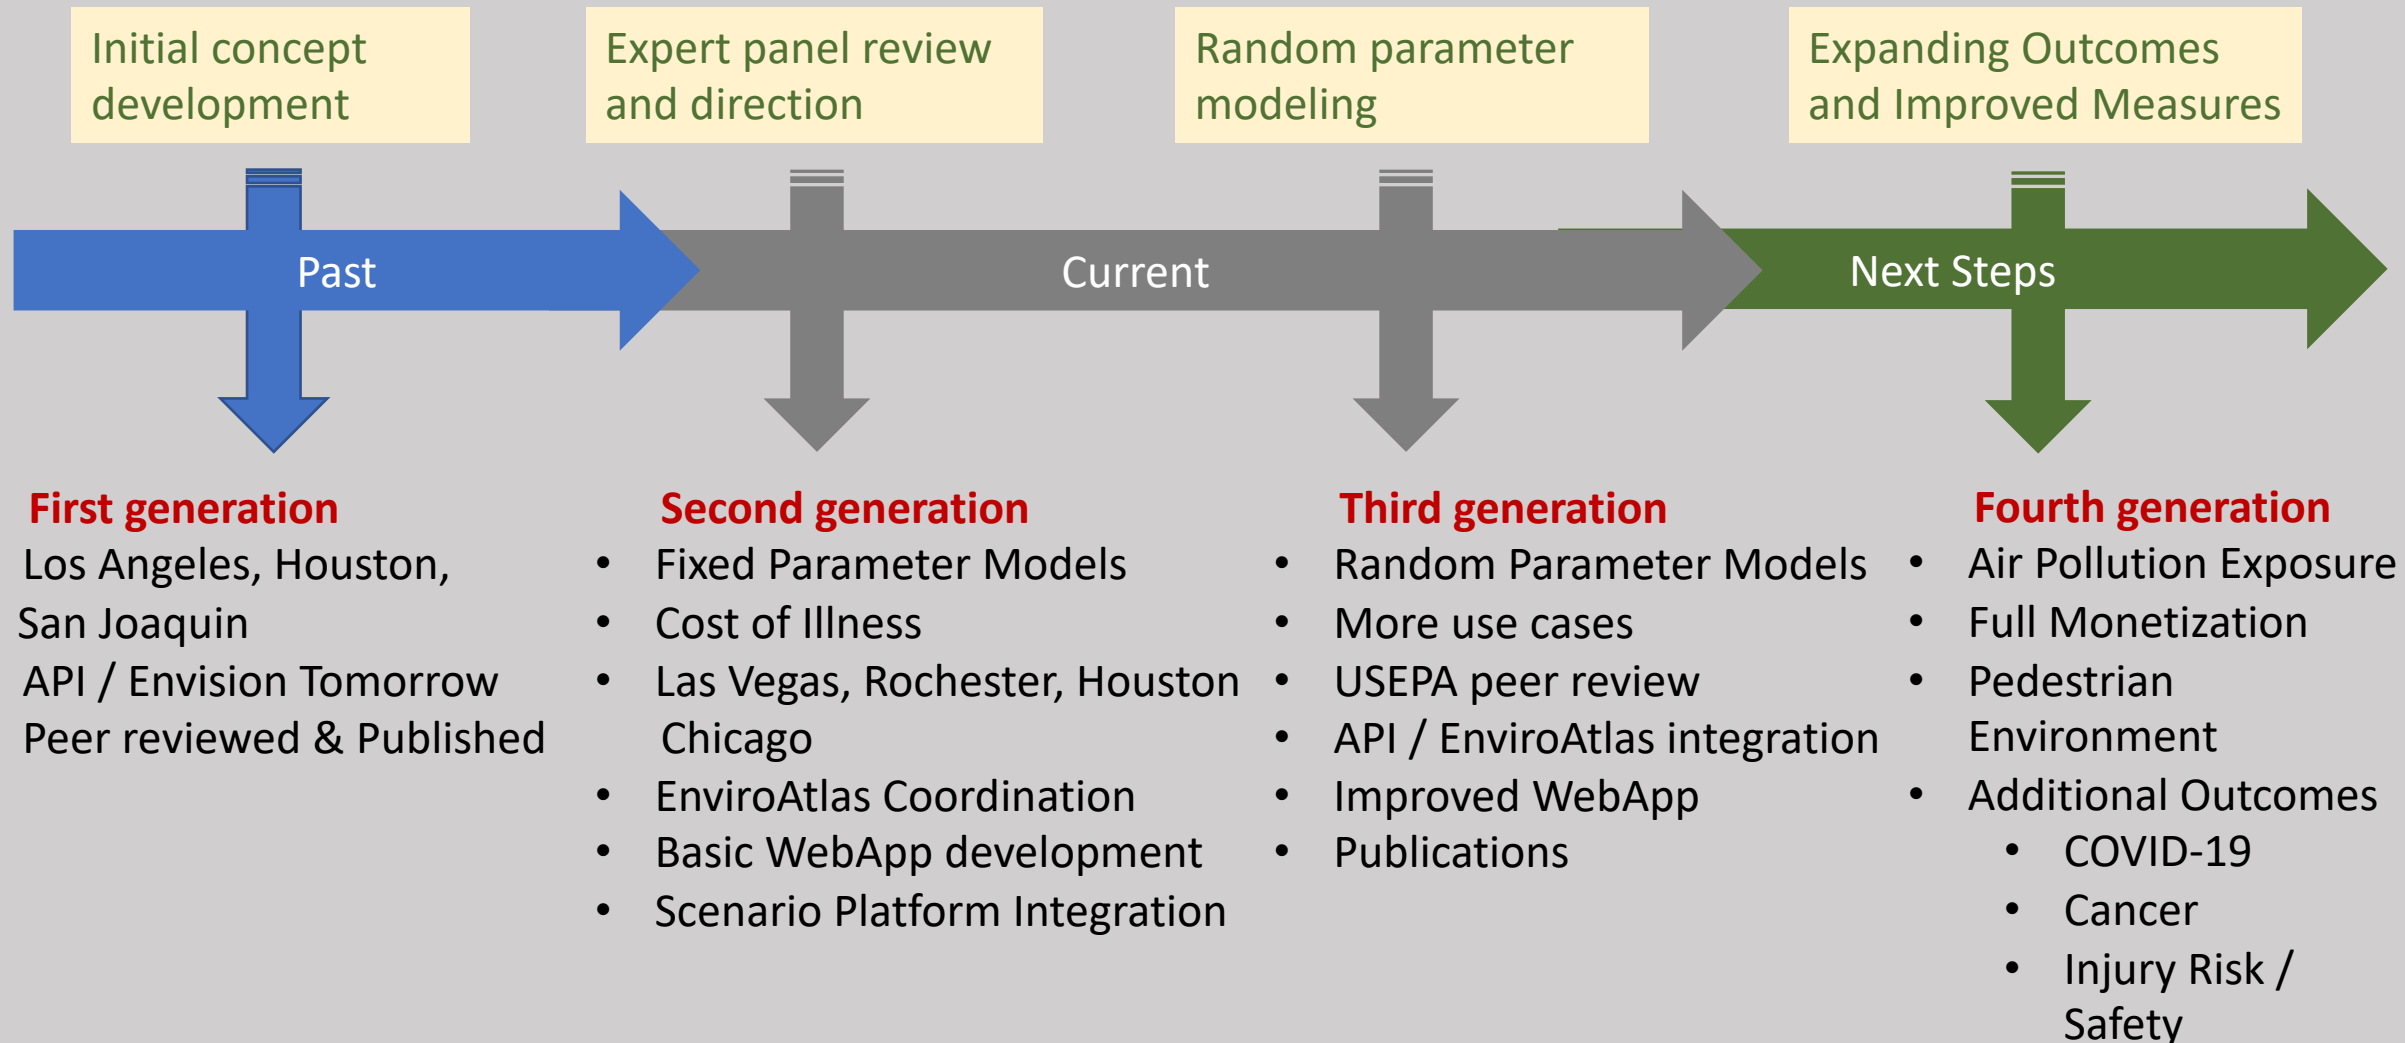 Initial concept
development
Expert panel review
and direction
Random parameter
modeling
Expanding Outcomes
and Improved Measures
Past
Current
Next Steps
First generation
Los Angeles, Houston,
San Joaquin
API / Envision Tomorrow
Peer reviewed & Published
Second generation
• Fixed Parameter Models
• Cost of Illness
• Las Vegas, Rochester, Houston
Chicago
• EnviroAtlas Coordination
• Basic WebApp development
• Scenario Platform Integration
Third generation
• Random Parameter Models
• More use cases
• USEPA peer review
• API / EnviroAtlas integration
• Improved WebApp
• Publications
Fourth generation
• Air Pollution Exposure
• Full Monetization
• Pedestrian
Environment
• Additional Outcomes
• COVID-19
• Cancer
• Injury Risk /
Safety